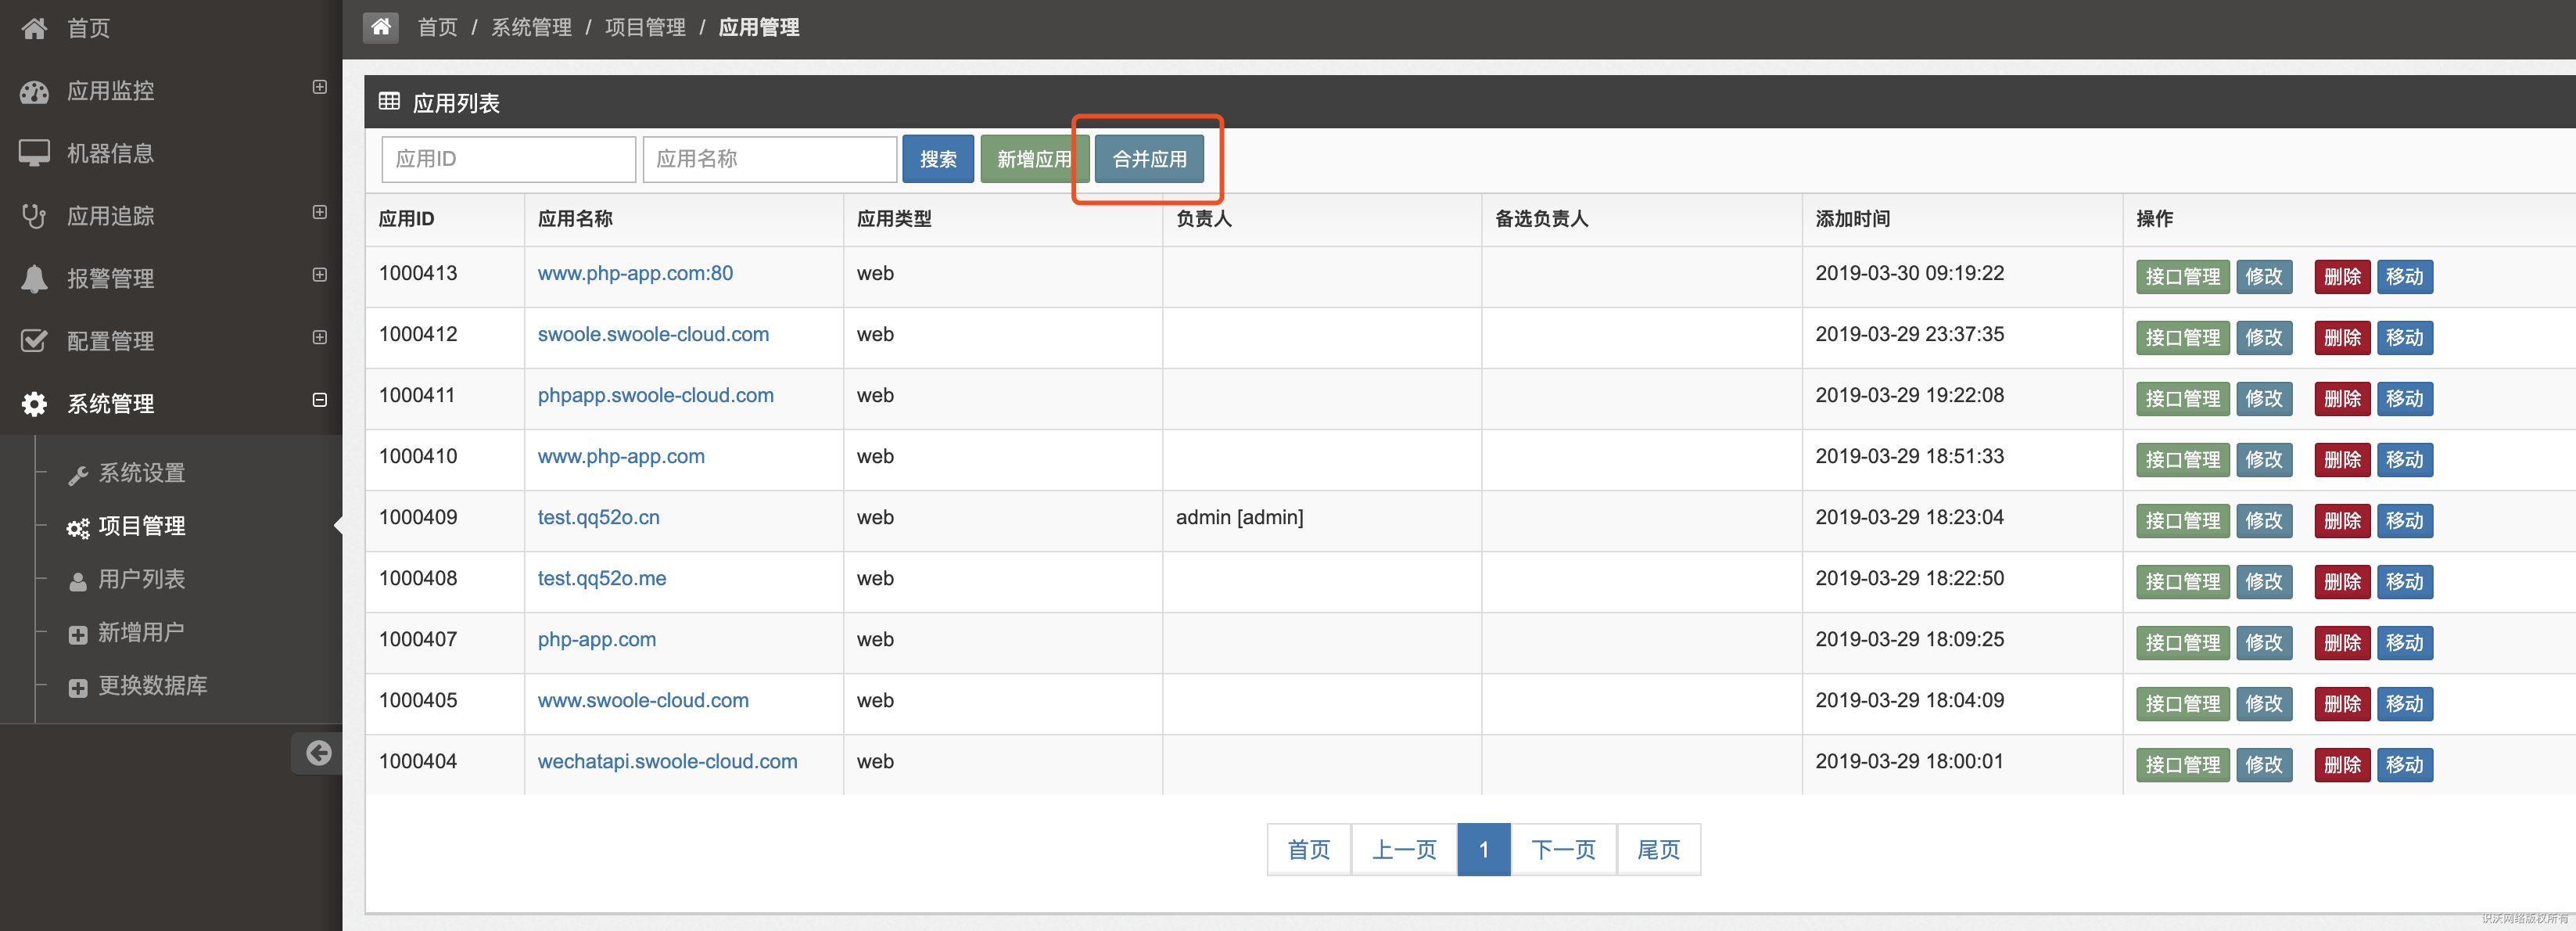 首页
应用监控
机器信息
应用追踪
报警管理
配置管理
系统管理
系统设置
项目管理
用户列表
新增用户
更换数据库
首页 / 系统管理 / 项目管理 / 应用管理
应用列表
应用ID 应用名称 搜索 新增应用 合并应用
应用ID 应用名称 应用类型 负责人 备选负责人 添加时间 操作
1000413 www.php-app.com:80 web 2019-03-30 09:19:22 接口管理 修改 删除 移动
1000412 swoole.swoole-cloud.com web 2019-03-29 23:37:35 接口管理 修改 删除 移动
1000411 phpapp.swoole-cloud.com web 2019-03-29 19:22:08 接口管理 修改 删除 移动
1000410 www.php-app.com web 2019-03-29 18:51:33 接口管理 修改 删除 移动
1000409 test.qq52o.cn web admin [admin] 2019-03-29 18:23:04 接口管理 修改 删除 移动
1000408 test.qq52o.me web 2019-03-29 18:22:50 接口管理 修改 删除 移动
1000407 php-app.com web 2019-03-29 18:09:25 接口管理 修改 删除 移动
1000405 www.swoole-cloud.com web 2019-03-29 18:04:09 接口管理 修改 删除 移动
1000404 wechatapi.swoole-cloud.com web 2019-03-29 18:00:01 接口管理 修改 删除 移动
首页 上一页 1 下一页 尾页
识沃网络版权所有